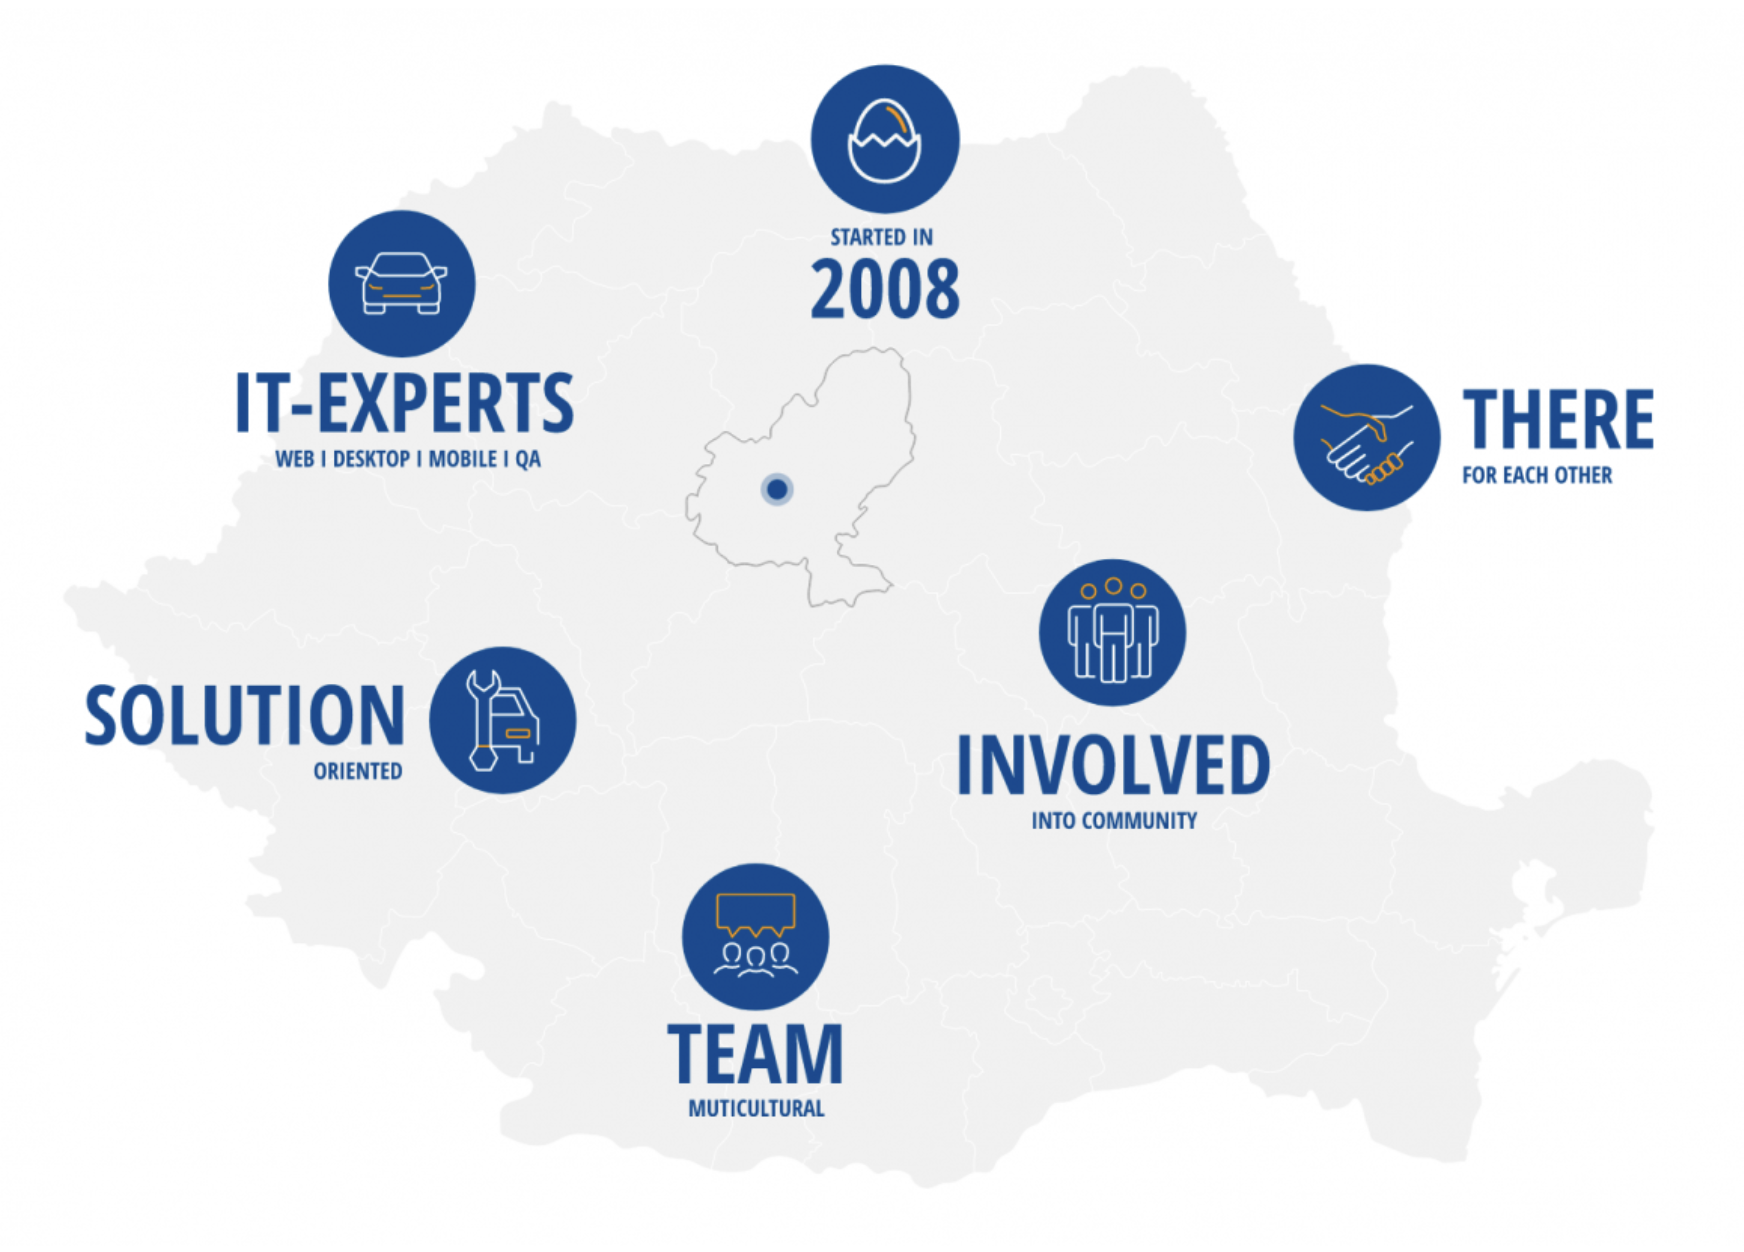 STARTED IN
2008
IT-EXPERTS
WEB I DESKTOP I MOBILE I QA
THERE
FOR EACH OTHER
SOLUTION
ORIENTED
INVOLVED
INTO COMMUNITY
TEAM
MUTICULTURAL